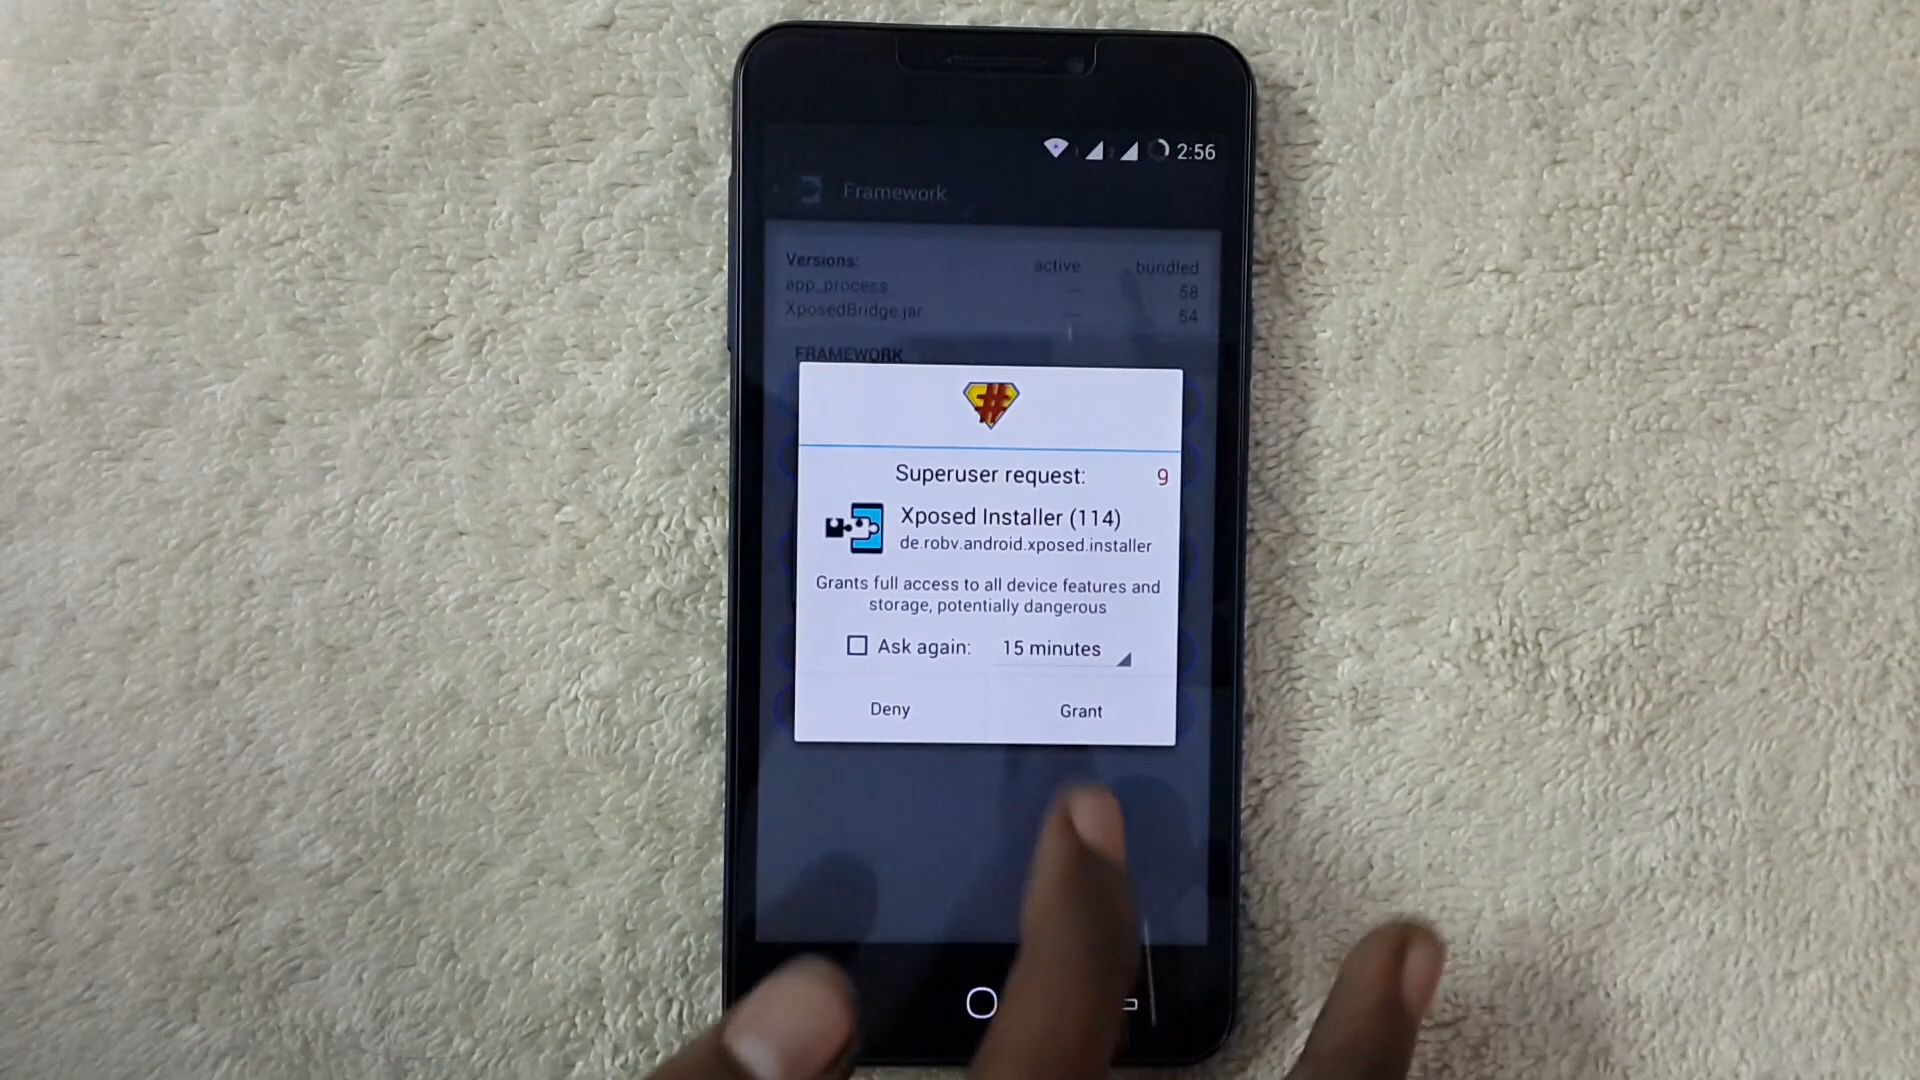 2:56
Framework
Versions: active bundled
app_process --- 58
XposedBridge.jar --- 54
FRAMEWORK
#
Superuser request: 9
Xposed Installer (114)
de.robv.android.xposed.installer
Grants full access to all device features and
storage, potentially dangerous
Ask again: 15 minutes
Deny Grant